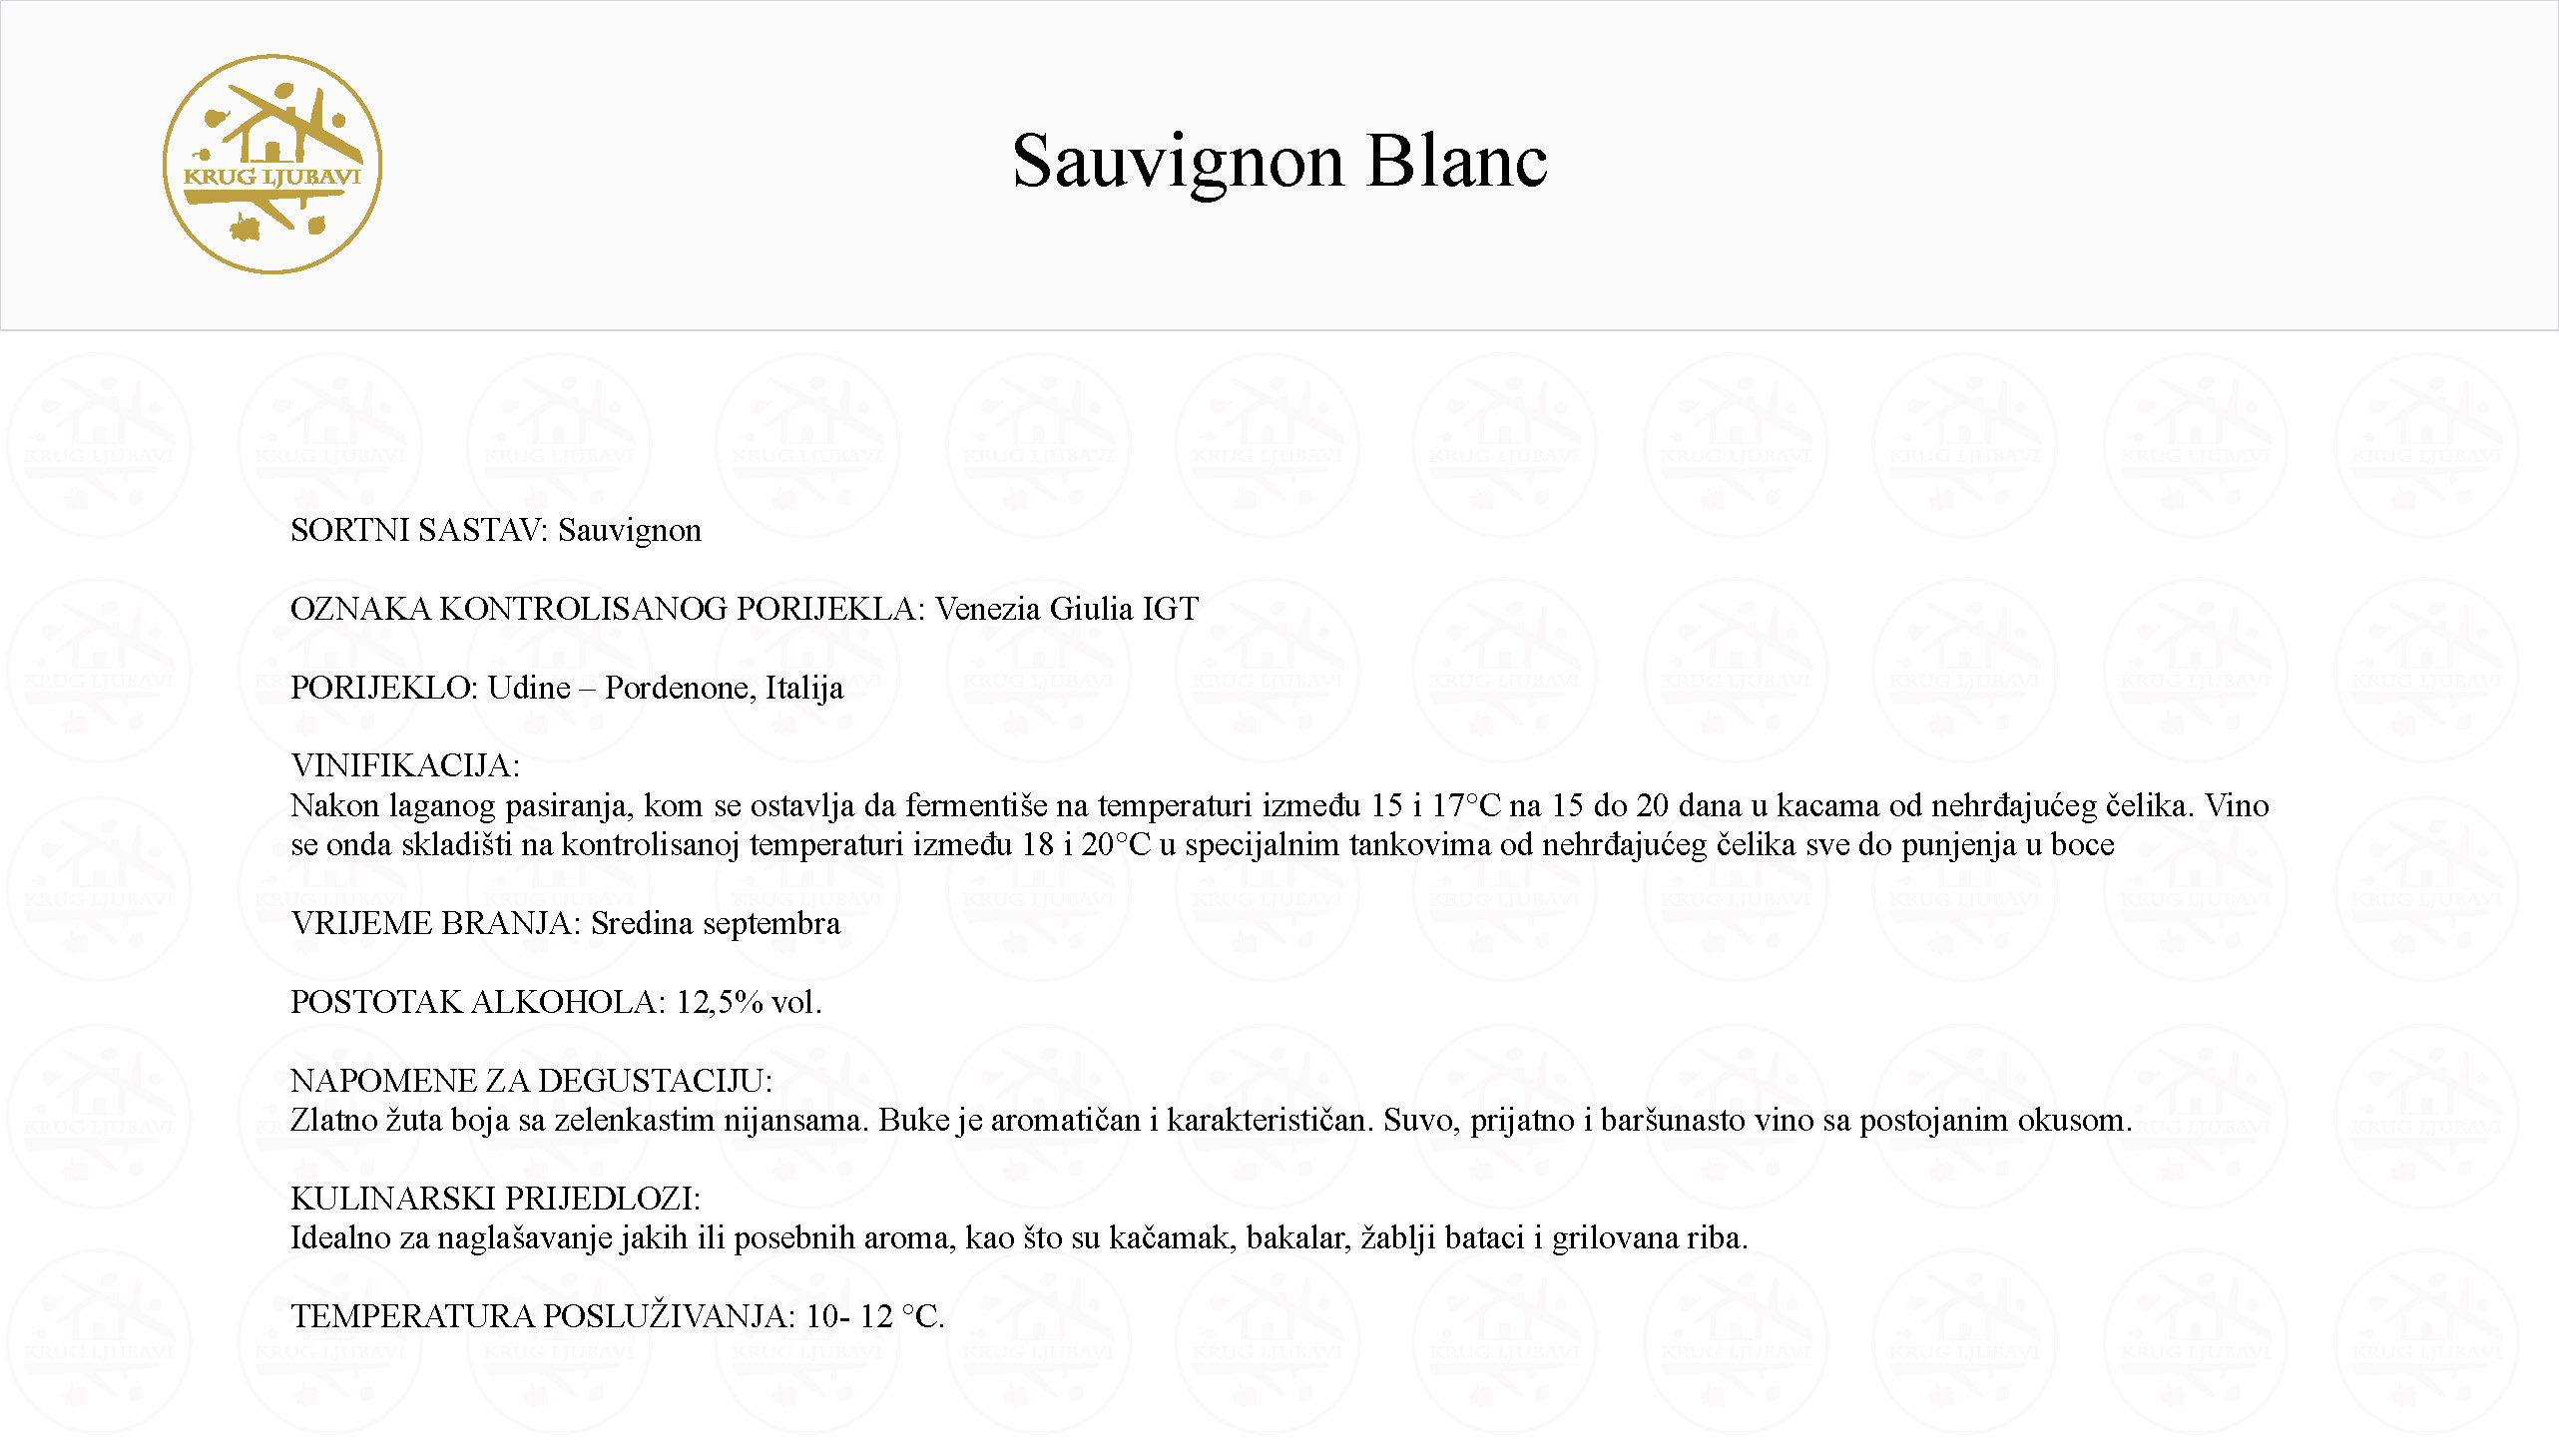 KRUG LJUBAVI
Sauvignon Blanc
SORTNI SASTAV: Sauvignon
OZNAKA KONTROLISANOG PORIJEKLA: Venezia Giulia IGT
PORIJEKLO: Udine – Pordenone, Italija
VINIFIKACIJA:
Nakon laganog pasiranja, kom se ostavlja da fermentiše na temperaturi između 15 i 17°C na 15 do 20 dana u kacama od nehrđajućeg čelika. Vino
se onda skladišti na kontrolisanoj temperaturi između 18 i 20°C u specijalnim tankovima od nehrđajućeg čelika sve do punjenja u boce
VRIJEME BRANJA: Sredina septembra
POSTOTAK ALKOHOLA: 12,5% vol.
NAPOMENE ZA DEGUSTACIJU:
Zlatno žuta boja sa zelenkastim nijansama. Buke je aromatičan i karakterističan. Suvo, prijatno i baršunasto vino sa postojanim okusom.
KULINARSKI PRIJEDLOZI:
Idealno za naglašavanje jakih ili posebnih aroma, kao što su kačamak, bakalar, žablji bataci i grilovana riba.
TEMPERATURA POSLUŽIVANJA: 10- 12 °C.